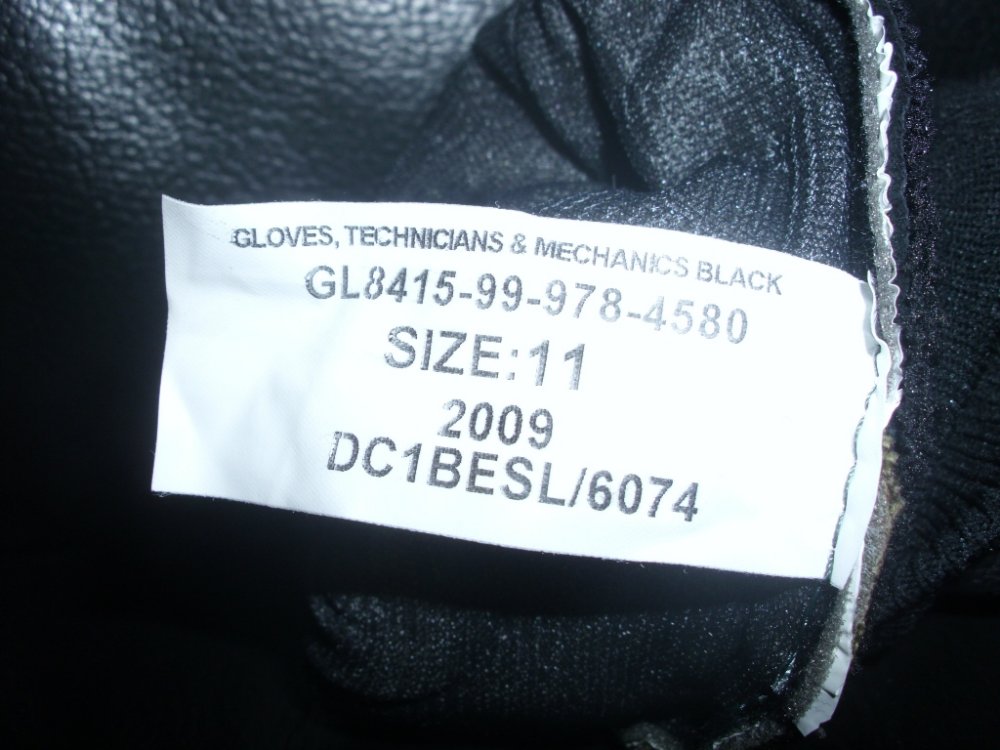 GLOVES, TECHNICIANS & MECHANICS BLACK
GL8415-99-978-4580
SIZE:11
2009
DC1BESL/6074